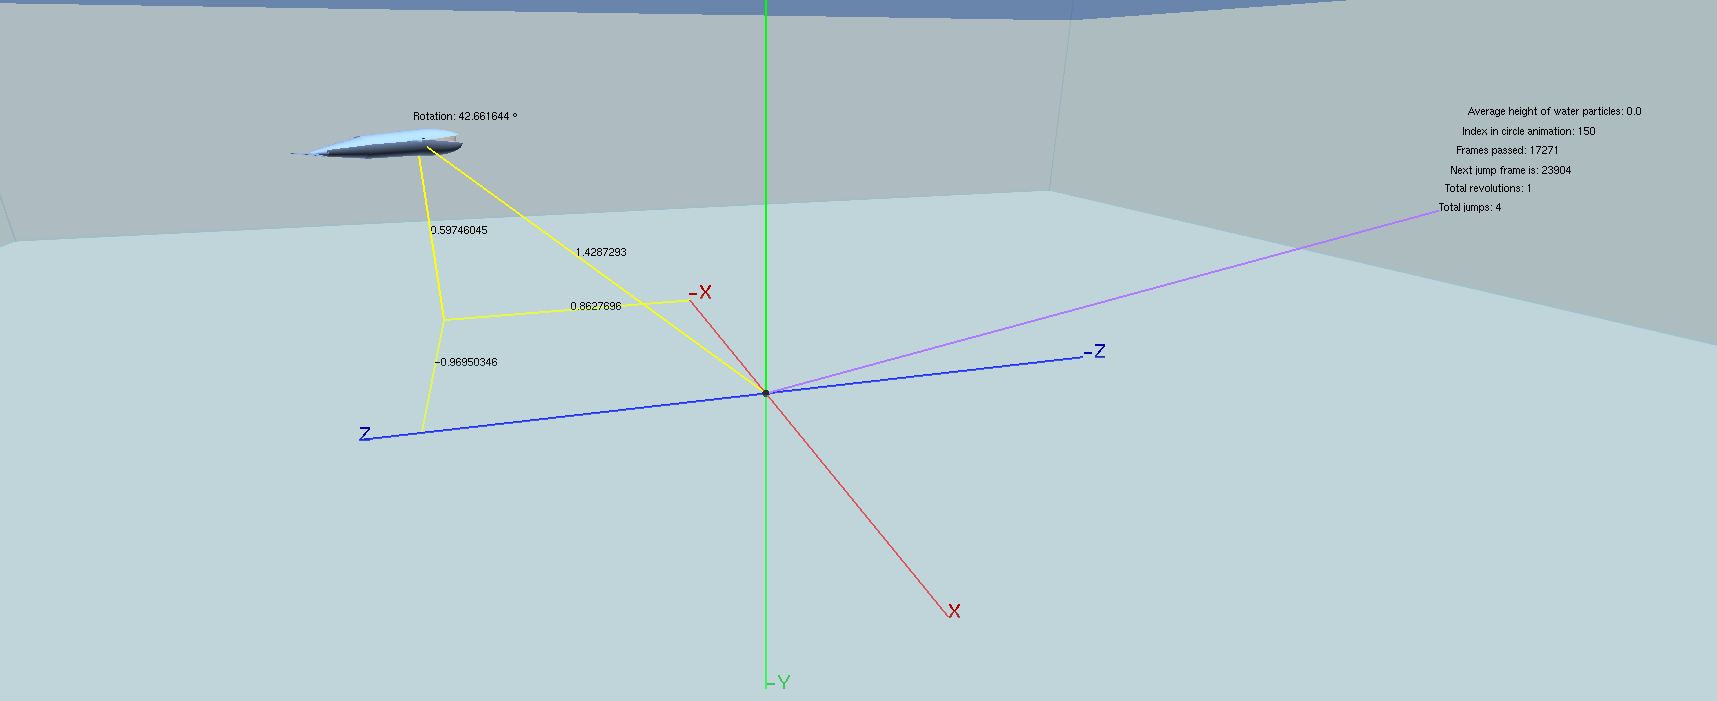 Average height of water particles: 0.0
Rotation: 42.661644 °
Index in circle animation: 150
Frames passed: 17271
Next jump frame is: 23904
Total revolutions: 1
Total jumps: 4
0.59746045
1.4287293
-X
0.8627696
-Z
-0.96950346
Z
X
-Y